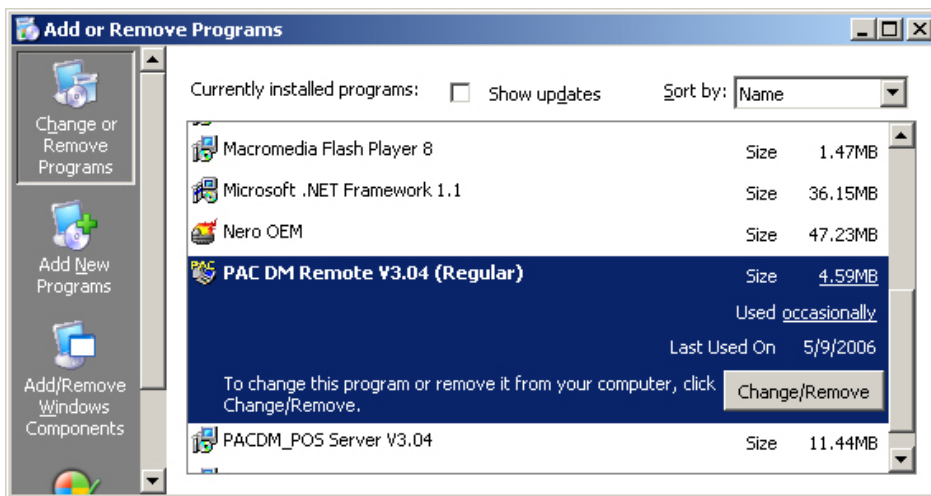 Add or Remove Programs
Change or
Remove
Programs
Add New
Programs
Add/Remove
Windows
Components
Currently installed programs:
Show updates
Sort by:
Name
Macromedia Flash Player 8
Size
1.47MB
Microsoft .NET Framework 1.1
Size
36.15MB
Nero OEM
Size
47.23MB
PAC DM Remote V3.04 (Regular)
Size
4.59MB
Used occasionally
Last Used On
5/9/2006
To change this program or remove it from your computer, click
Change/Remove.
Change/Remove
PACDM_POS Server V3.04
Size
11.44MB